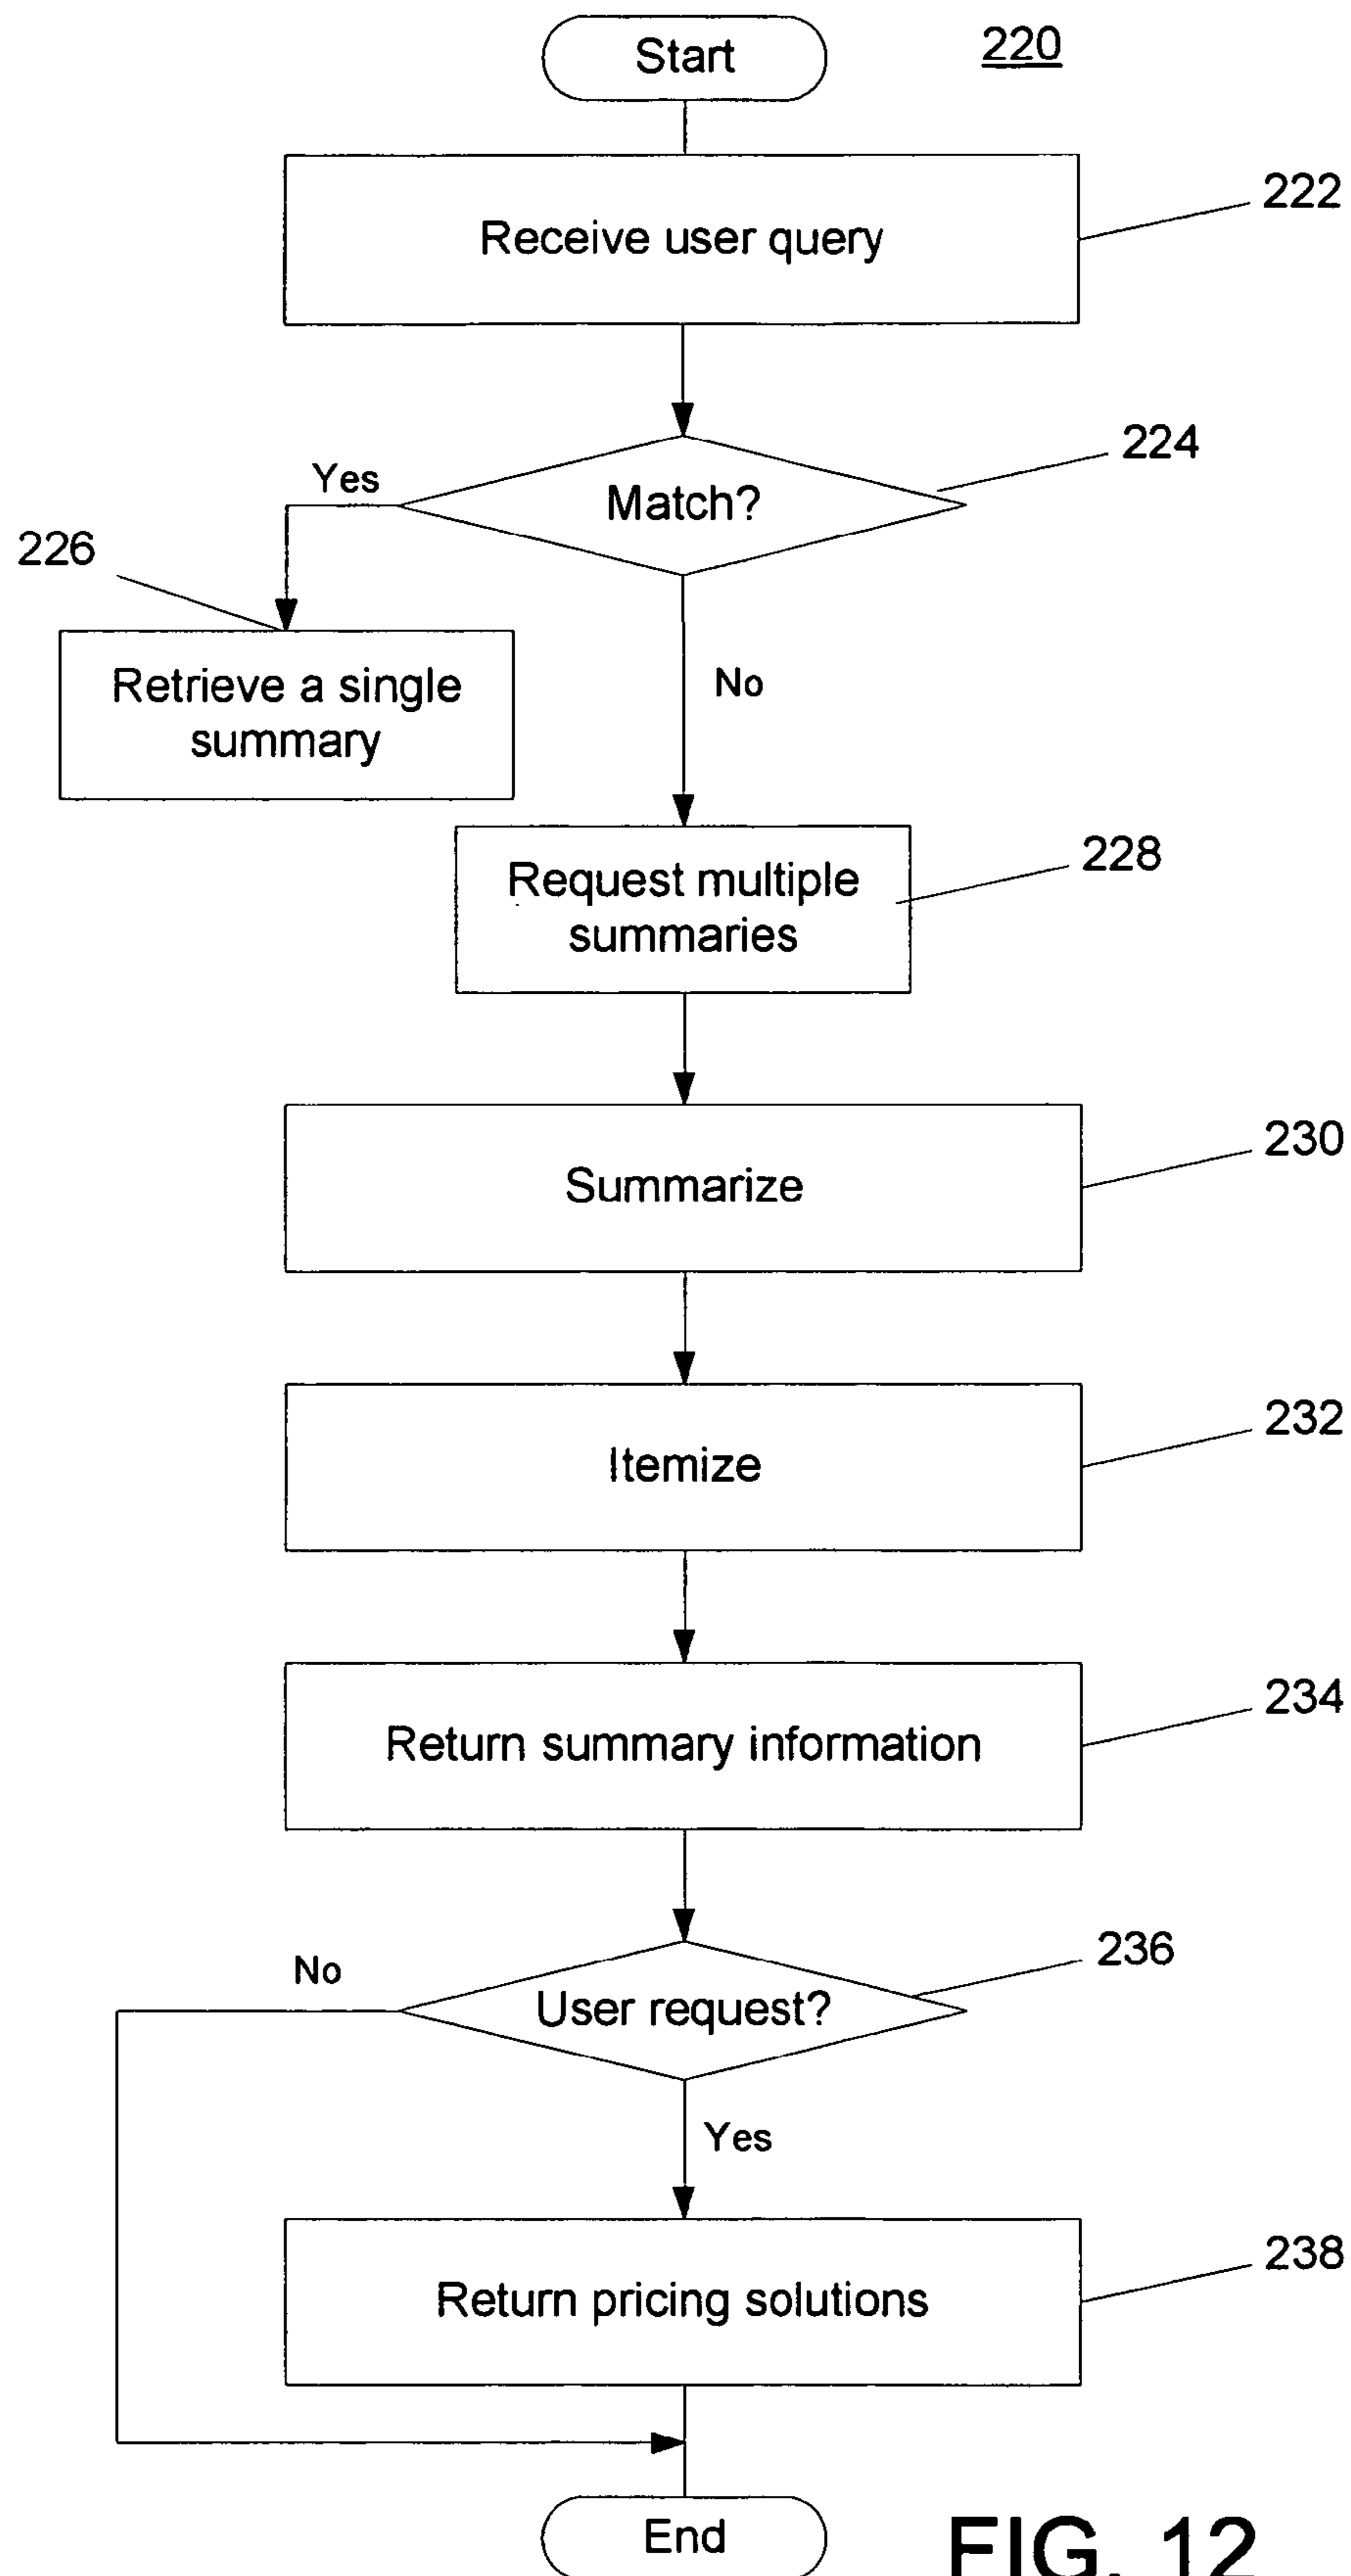 Start
220
Receive user query
222
224
Yes
Match?
226
Retrieve a single
summary
No
Request multiple
summaries
228
Summarize
230
Itemize
232
Return summary information
234
No
236
User request?
Yes
Return pricing solutions
238
End
FIG. 12